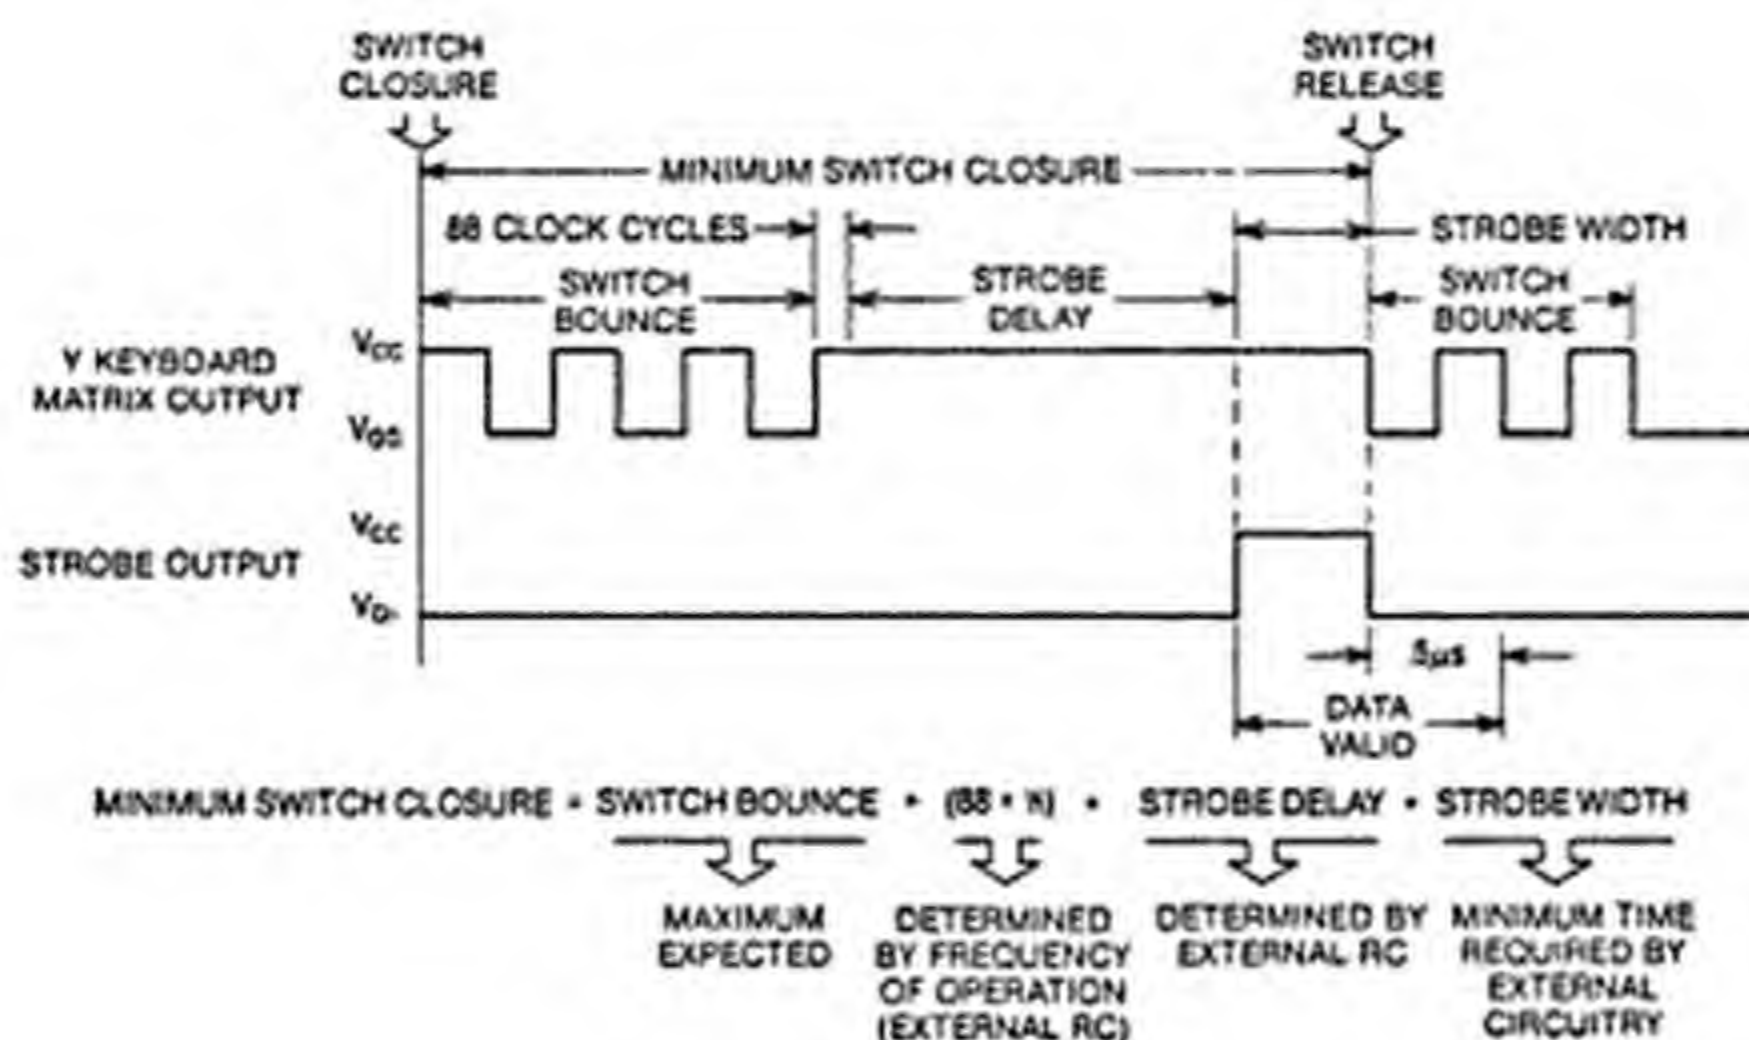 SWITCH
CLOSURE
SWITCH
RELEASE
MINIMUM SWITCH CLOSURE
88 CLOCK CYCLES
STROBE WIDTH
SWITCH
BOUNCE
STROBE
DELAY
SWITCH
BOUNCE
Y KEYBOARD
MATRIX OUTPUT
VCC
STROBE OUTPUT
VCC
5µs
DATA
VALID
MINIMUM SWITCH CLOSURE = SWITCH BOUNCE + STROBE DELAY + STROBE WIDTH
MAXIMUM
EXPECTED
DETERMINED
BY FREQUENCY
OF OPERATION
(EXTERNAL RC)
DETERMINED BY
EXTERNAL RC
MINIMUM TIME
REQUIRED BY
EXTERNAL
CIRCUITRY